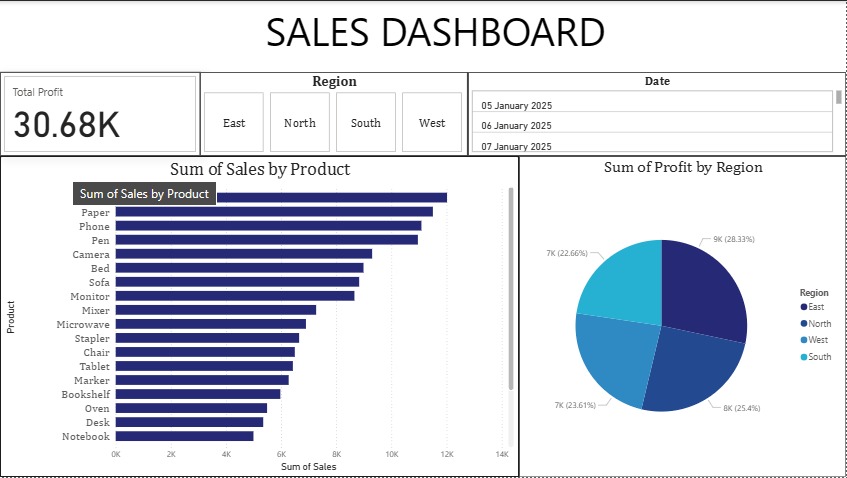 SALES DASHBOARD
Total Profit
30.68K
Region
East
North
South
West
Date
05 January 2025
06 January 2025
07 January 2025
Sum of Sales by Product
Sum of Sales by Product
Product
Paper
Phone
Pen
Camera
Bed
Sofa
Monitor
Mixer
Microwave
Stapler
Chair
Tablet
Marker
Bookshelf
Oven
Desk
Notebook
0K 2K 4K 6K 8K 10K 12K 14K
Sum of Sales
Sum of Profit by Region
9K (28.33%)
7K (22.66%)
7K (23.61%)
8K (25.4%)
Region
East
North
West
South